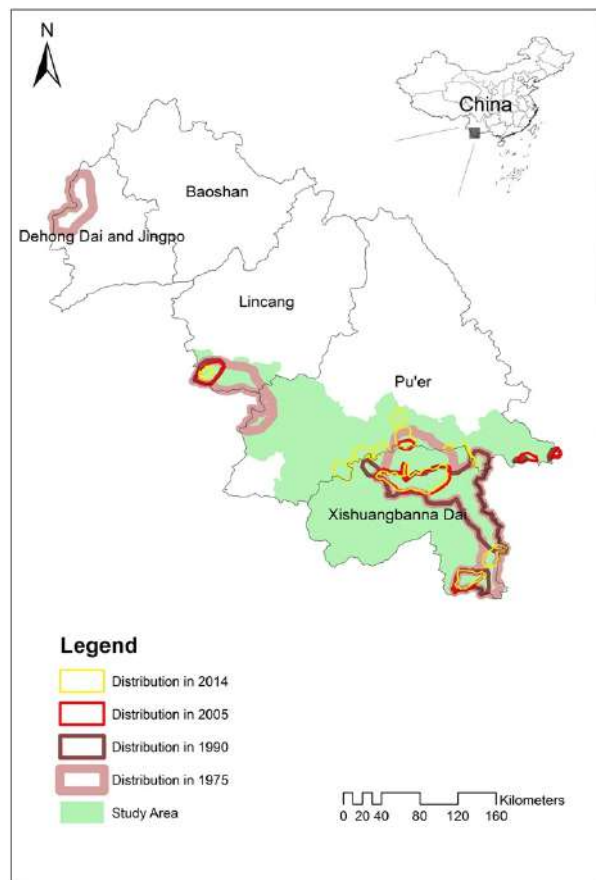 N
China
Baoshan
Dehong Dai and Jingpo
Lincang
Pu'er
Xishuangbanna Dai
Legend
Distribution in 2014
Distribution in 2005
Distribution in 1990
Distribution in 1975
Study Area
Kilometers
0 20 40 80 120 160